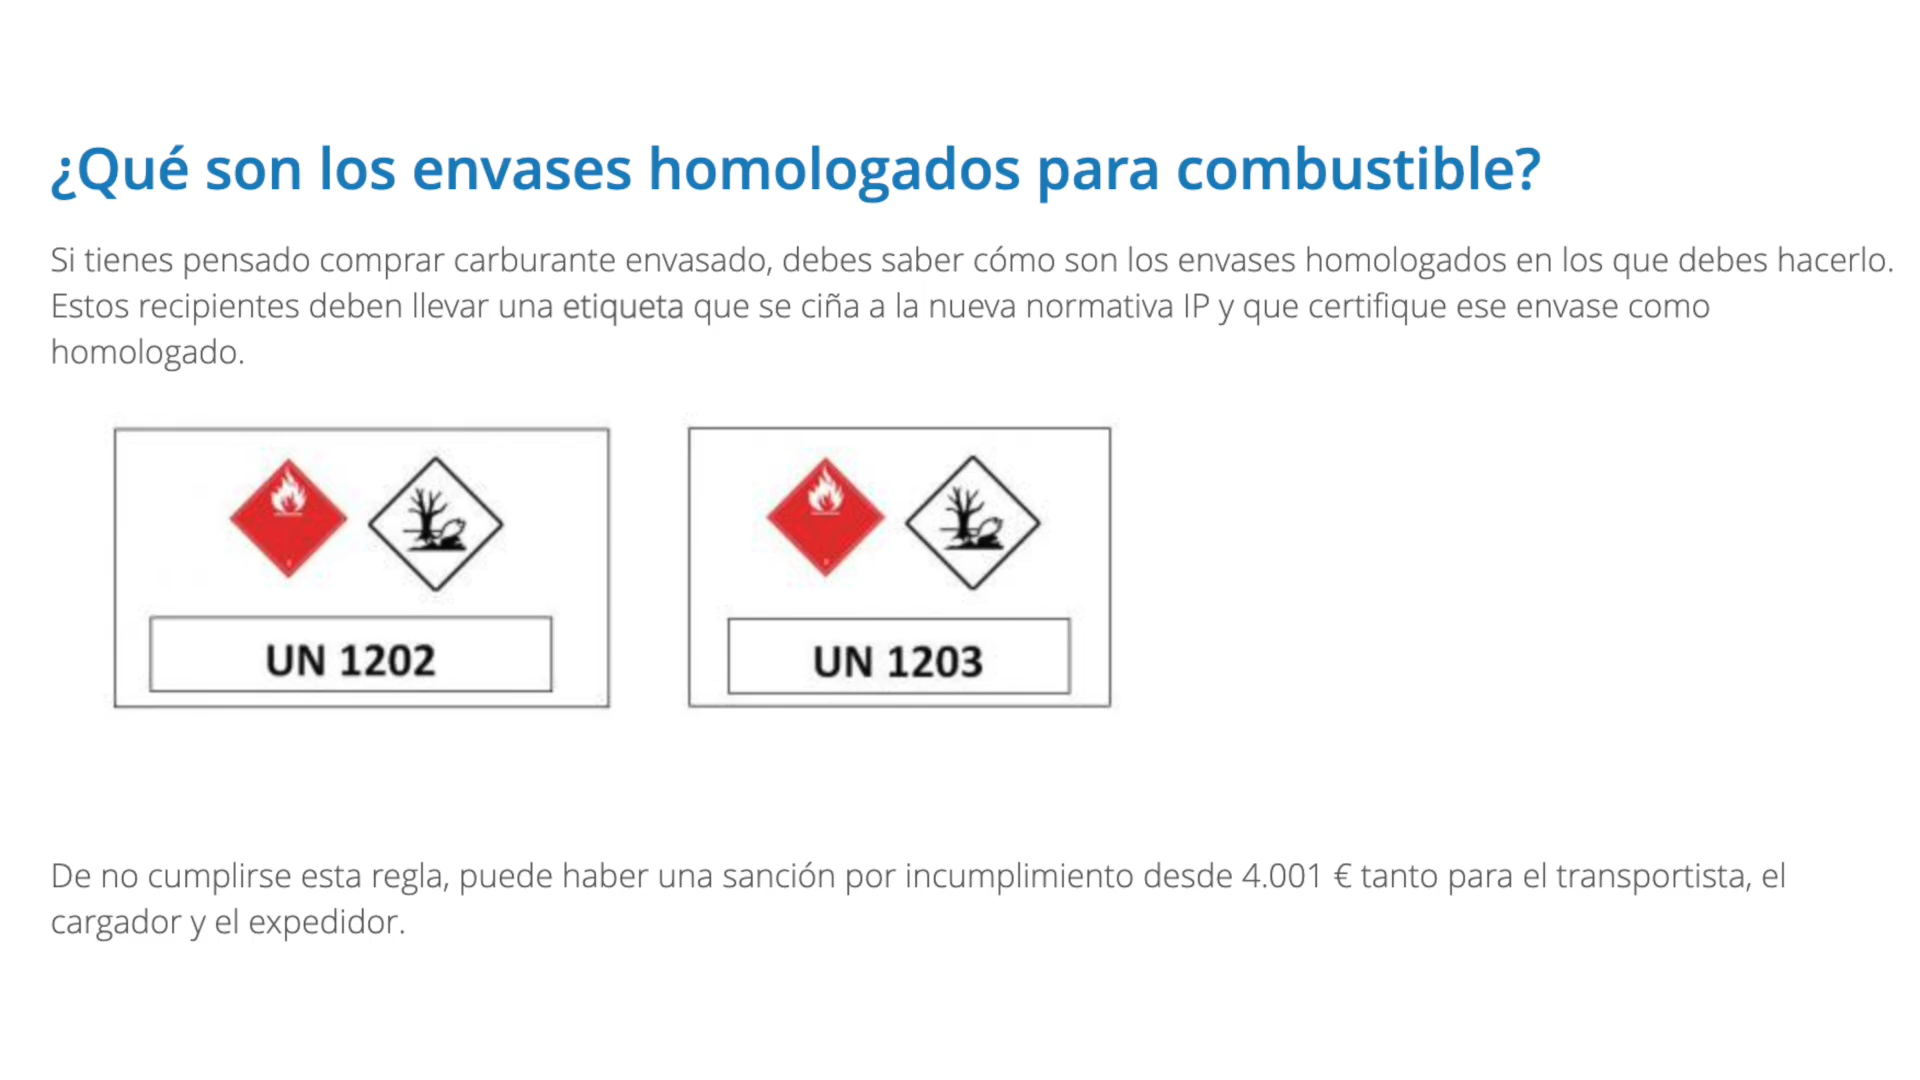 ¿Qué son los envases homologados para combustible?
Si tienes pensado comprar carburante envasado, debes saber cómo son los envases homologados en los que debes hacerlo.
Estos recipientes deben llevar una etiqueta que se ciña a la nueva normativa IP y que certifique ese envase como
homologado.
UN 1202
UN 1203
De no cumplirse esta regla, puede haber una sanción por incumplimiento desde 4.001 € tanto para el transportista, el
cargador y el expedidor.